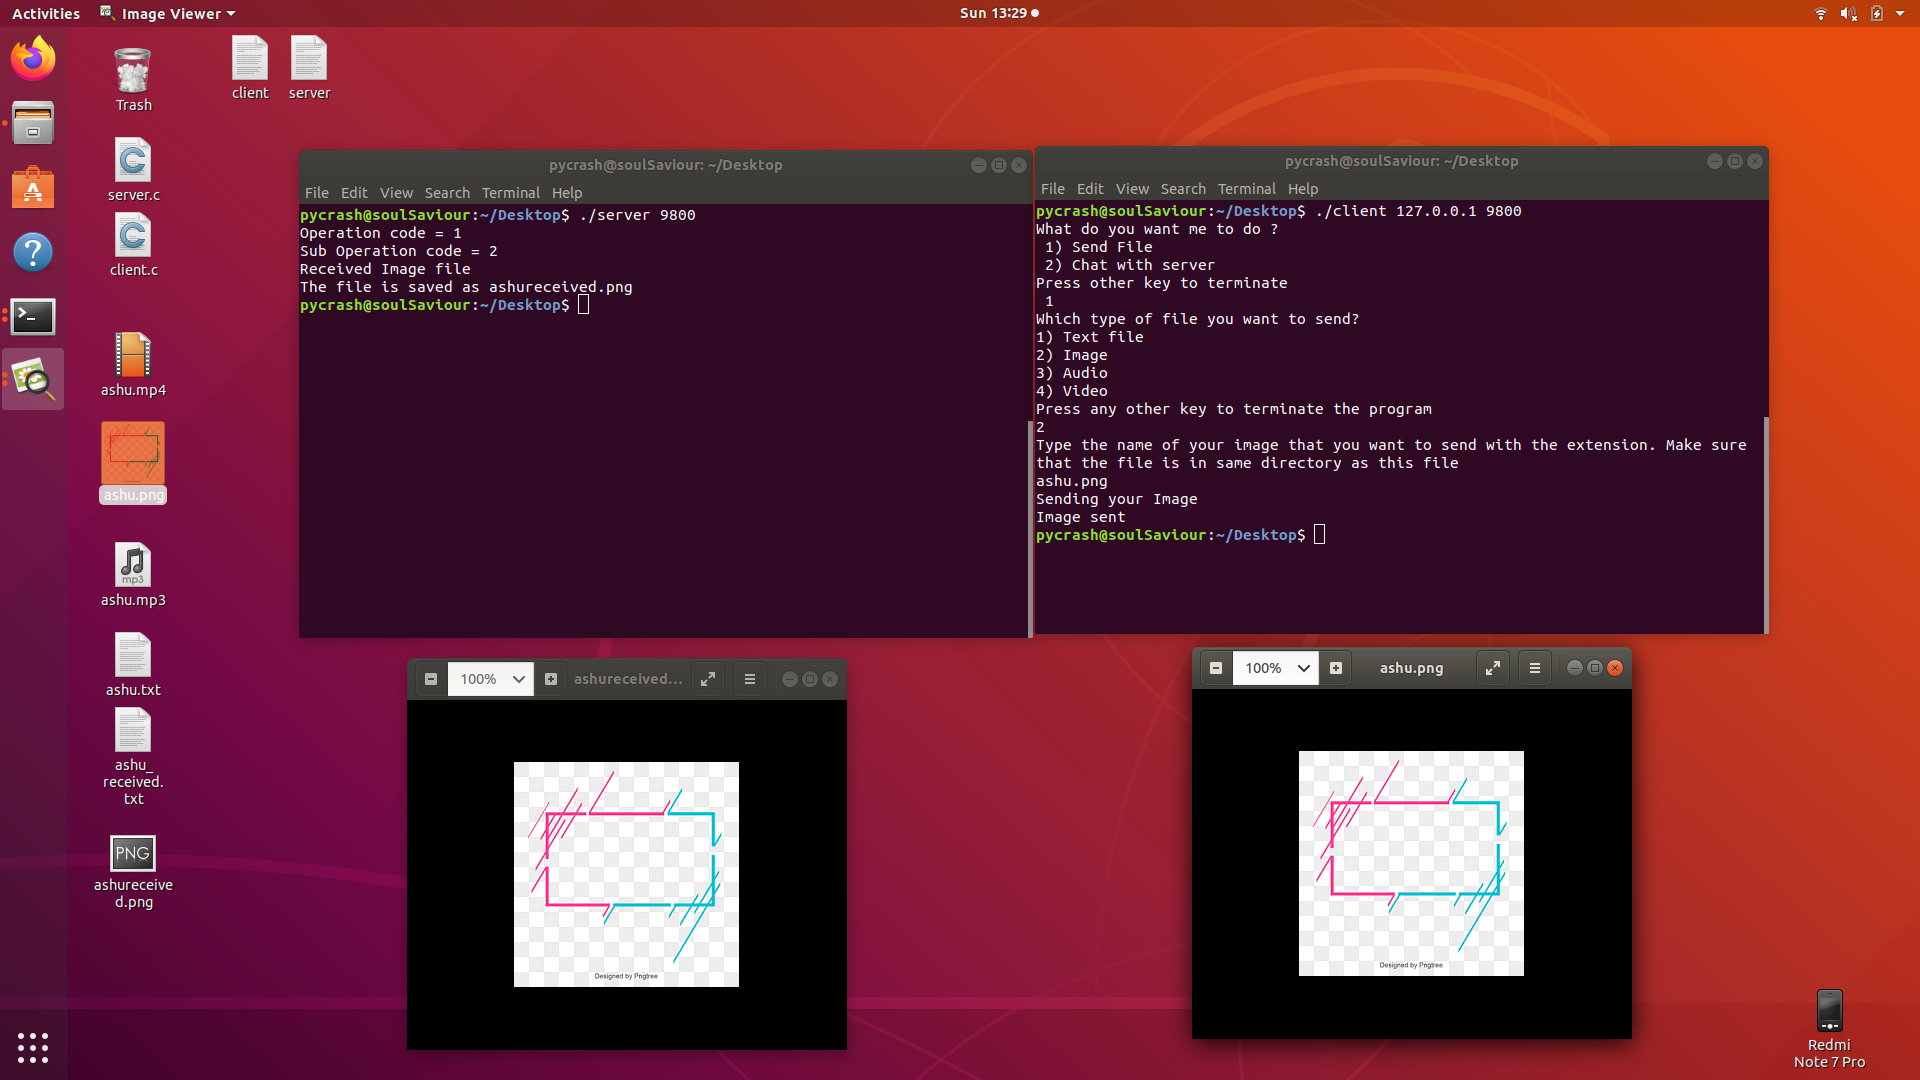 Activities
Image Viewer
Sun 13:29
Trash
client
server
server.c
client.c
ashu.mp4
ashu.png
mp3
ashu.mp3
ashu.txt
ashu_
received.
txt
PNG
ashureceive
d.png
pycrash@soulSaviour: ~/Desktop
File Edit View Search Terminal Help
pycrash@soulSaviour:~/Desktop$ ./server 9800
Operation code = 1
Sub Operation code = 2
Received Image file
The file is saved as ashureceived.png
pycrash@soulSaviour:~/Desktop$
pycrash@soulSaviour: ~/Desktop
File Edit View Search Terminal Help
pycrash@soulSaviour:~/Desktop$ ./client 127.0.0.1 9800
What do you want me to do ?
1) Send File
2) Chat with server
Press other key to terminate
1
Which type of file you want to send?
1) Text file
2) Image
3) Audio
4) Video
Press any other key to terminate the program
2
Type the name of your image that you want to send with the extension. Make sure
that the file is in same directory as this file
ashu.png
Sending your Image
Image sent
pycrash@soulSaviour:~/Desktop$
100%
ashureceived...
Designed by Pngtree
100%
ashu.png
Designed by Pngtree
Redmi
Note 7 Pro